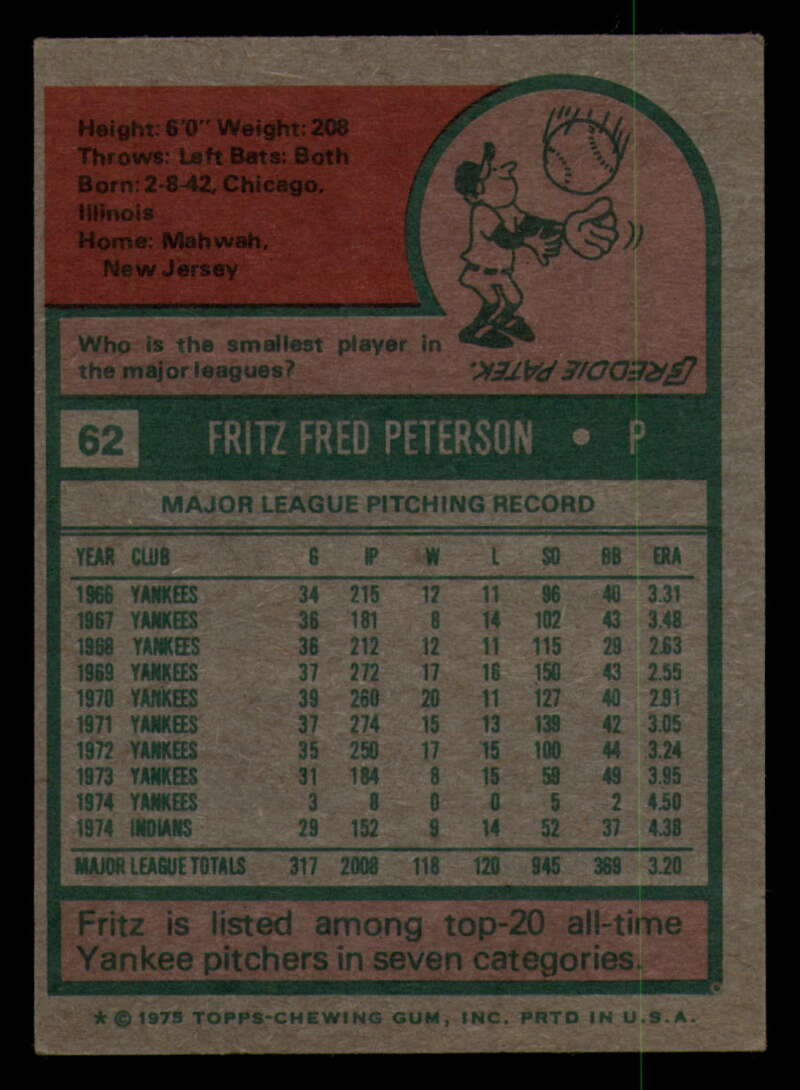 Height: 6'0" Weight: 208
Throws: Left Bats: Both
Born: 2-8-42, Chicago,
Illinois
Home: Mahwah,
New Jersey
Who is the smallest player in
the major leagues?
FREDDIE PATEK.
62 FRITZ FRED PETERSON • P
MAJOR LEAGUE PITCHING RECORD
YEAR CLUB G IP W L SO BB ERA
1966 YANKEES 34 215 12 11 96 40 3.31
1967 YANKEES 36 181 8 14 102 43 3.48
1968 YANKEES 36 212 12 11 115 29 2.63
1969 YANKEES 37 272 17 16 150 43 2.55
1970 YANKEES 39 260 20 11 127 40 2.91
1971 YANKEES 37 274 15 13 139 42 3.05
1972 YANKEES 35 250 17 15 100 44 3.24
1973 YANKEES 31 184 8 15 59 49 3.95
1974 YANKEES 3 8 0 0 5 2 4.50
1974 INDIANS 29 152 9 14 52 37 4.38
MAJOR LEAGUE TOTALS 317 2008 118 120 945 369 3.20
Fritz is listed among top-20 all-time
Yankee pitchers in seven categories.
* © 1975 TOPPS-CHEWING GUM, INC. PRTD IN U.S.A.